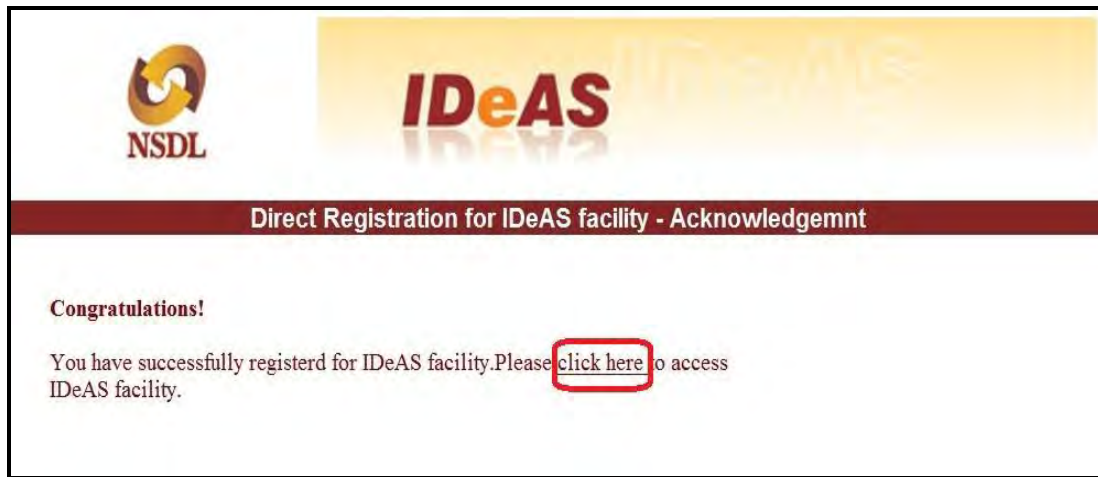 NSDL
IDeAS
Direct Registration for IDeAS facility - Acknowledgemnt
Congratulations!
You have successfully registerd for IDeAS facility.Please click here to access
IDeAS facility.